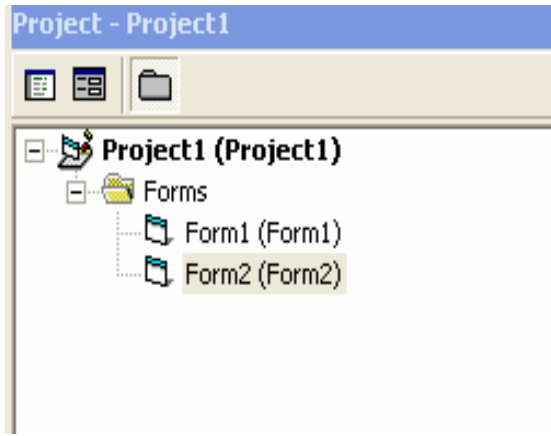 Project - Project1
Project1 (Project1)
Forms
Form1 (Form1)
Form2 (Form2)